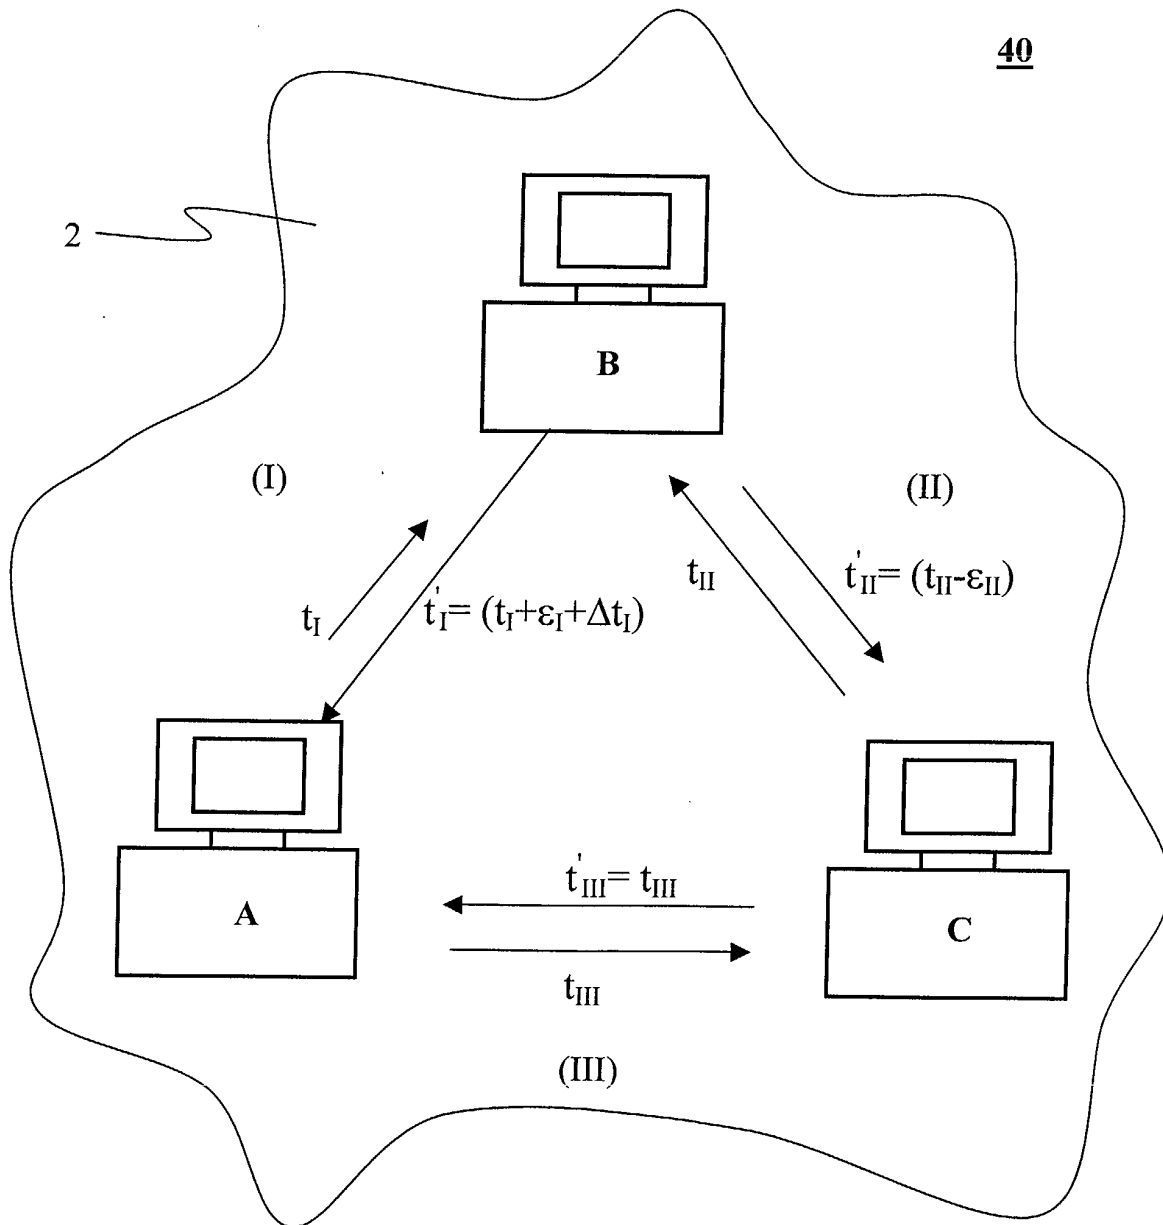 40
2
B
(I)
(II)
t_I
t'_I= (t_I+ε_I+Δt_I)
t_II
t'_II= (t_II-ε_II)
t'_III= t_III
A
C
t_III
(III)